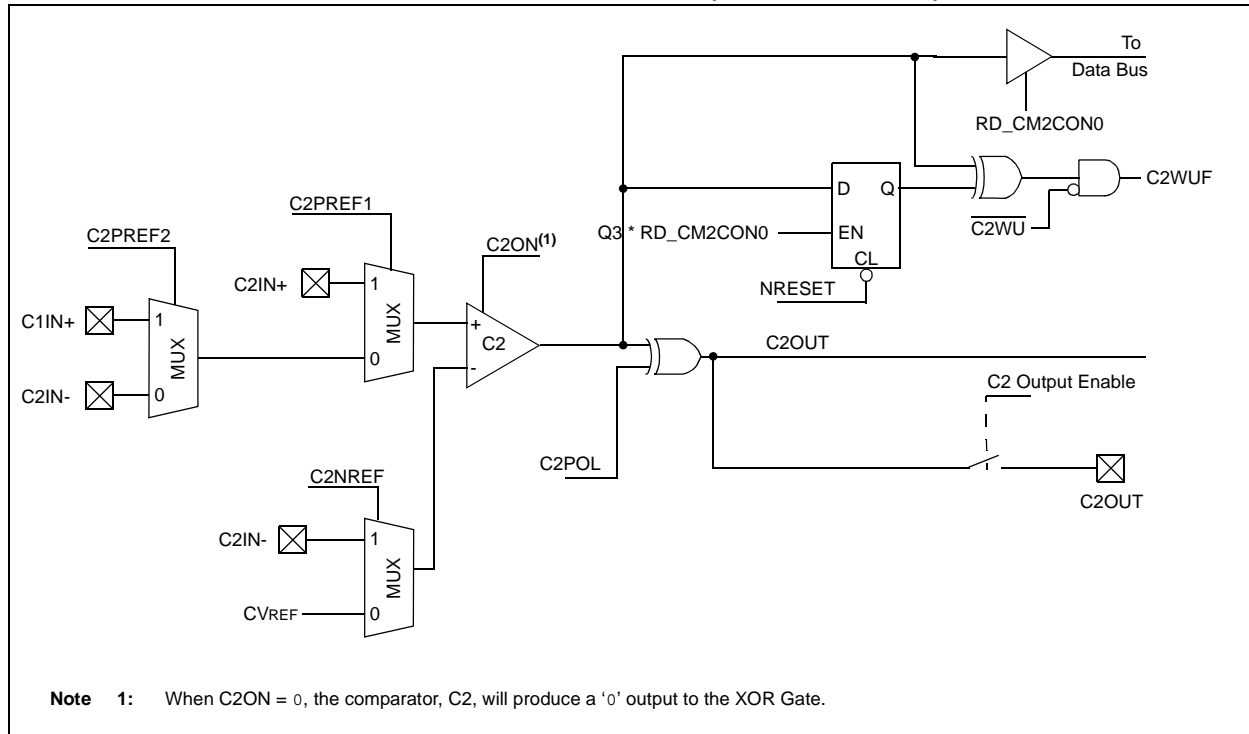 To
Data Bus
RD_CM2CON0
D Q
C2WUF
C2PREF1
C2WU
C2PREF2
C2ON(1)
Q3 * RD_CM2CON0
EN
CL
C2IN+
1
NRESET
C1IN+
1
MUX
MUX
+
C2
C2OUT
0
-
C2IN-
0
C2 Output Enable
C2POL
C2NREF
C2OUT
C2IN-
1
MUX
CVREF
0
Note 1: When C2ON = 0, the comparator, C2, will produce a ‘0’ output to the XOR Gate.